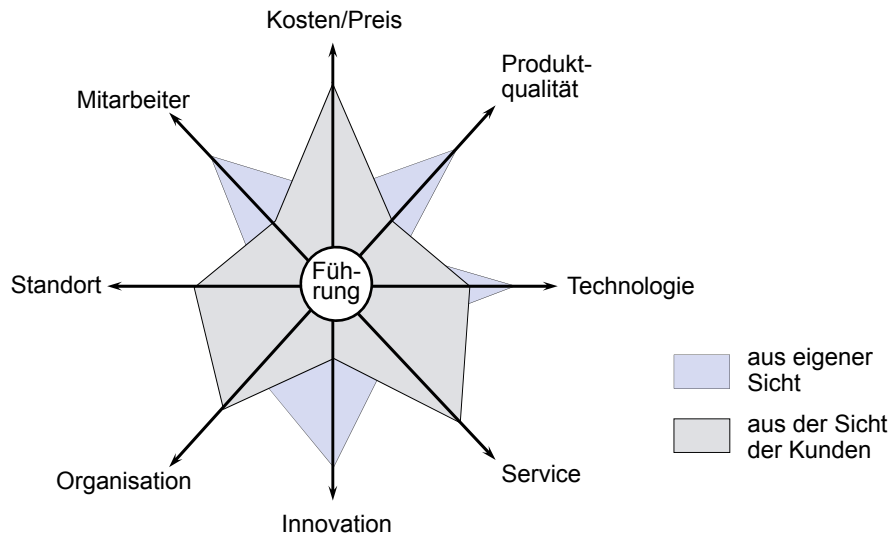 Kosten/Preis
Produkt-
qualität
Mitarbeiter
Standort
Füh-
rung
Technologie
aus eigener
Sicht
aus der Sicht
der Kunden
Organisation
Service
Innovation